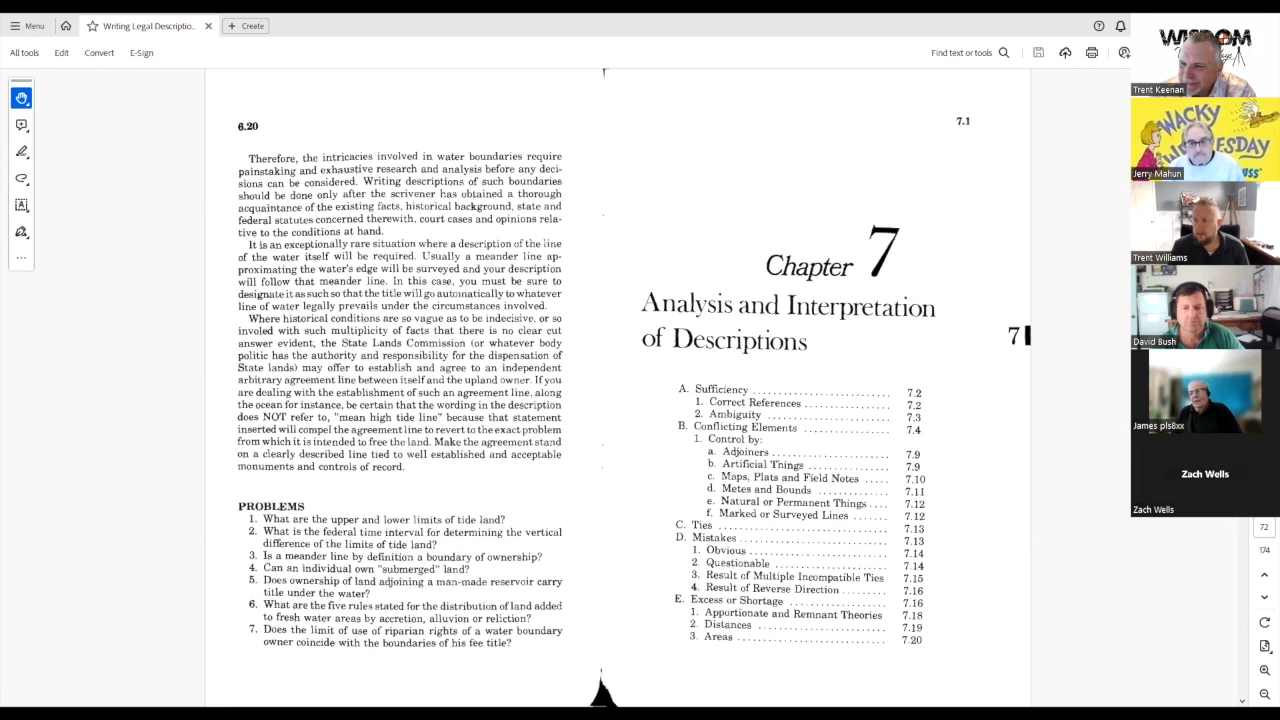 Menu
Writing Legal Descriptio...
Create
All tools
Edit
Convert
E-Sign
Find text or tools
6.20
Therefore, the intricacies involved in water boundaries require
painstaking and exhaustive research and analysis before any deci-
sions can be considered. Writing descriptions of such boundaries
should be done only after the scrivener has obtained a thorough
acquaintance of the existing facts, historical background, state and
federal statutes concerned therewith, court cases and opinions rela-
tive to the conditions at hand.
It is an exceptionally rare situation where a description of the line
of the water itself will be required. Usually a meander line ap-
proximating the water's edge will be surveyed and your description
will follow that meander line. In this case, you must be sure to
designate it as such so that the title will go automatically to whatever
line of water legally prevails under the circumstances involved.
Where historical conditions are so vague as to be indecisive, or so
involed with such multiplicity of facts that there is no clear cut
answer evident, the State Lands Commission (or whatever body
politic has the authority and responsibility for the dispensation of
State lands) may offer to establish and agree to an independent
arbitrary agreement line between itself and the upland owner. If you
are dealing with the establishment of such an agreement line, along
the ocean for instance, be certain that the wording in the description
does NOT refer to, "mean high tide line" because that statement
inserted will compel the agreement line to revert to the exact problem
from which it is intended to free the land. Make the agreement stand
on a clearly described line tied to well established and acceptable
monuments and controls of record.
PROBLEMS
1. What are the upper and lower limits of tide land?
2. What is the federal time interval for determining the vertical
difference of the limits of tide land?
3. Is a meander line by definition a boundary of ownership?
4. Can an individual own "submerged" land?
5. Does ownership of land adjoining a man-made reservoir carry
title under the water?
6. What are the five rules stated for the distribution of land added
to fresh water areas by accretion, alluvion or reliction?
7. Does the limit of use of riparian rights of a water boundary
owner coincide with the boundaries of his fee title?
7.1
Chapter 7
Analysis and Interpretation
of Descriptions
7
A. Sufficiency ............................ 7.2
1. Correct References .............. 7.2
2. Ambiguity ........................ 7.3
B. Conflicting Elements ................ 7.4
1. Control by:
a. Adjoiners ....................... 7.9
b. Artificial Things ............... 7.9
c. Maps, Plats and Field Notes ..... 7.10
d. Metes and Bounds ............. 7.11
e. Natural or Permanent Things .... 7.12
f. Marked or Surveyed Lines ....... 7.12
C. Ties .................................. 7.13
D. Mistakes ............................. 7.13
1. Obvious ........................... 7.14
2. Questionable ...................... 7.14
3. Result of Multiple Incompatible Ties 7.15
4. Result of Reverse Direction ......... 7.16
E. Excess or Shortage ................... 7.16
1. Apportionate and Remnant Theories 7.18
2. Distances .......................... 7.19
3. Areas .............................. 7.20
WISDOM
Trent Keenan
WACKY
WEDNESDAY
Jerry Mahun
Trent Williams
David Bush
James pls8xx
Zach Wells
Zach Wells
72
174